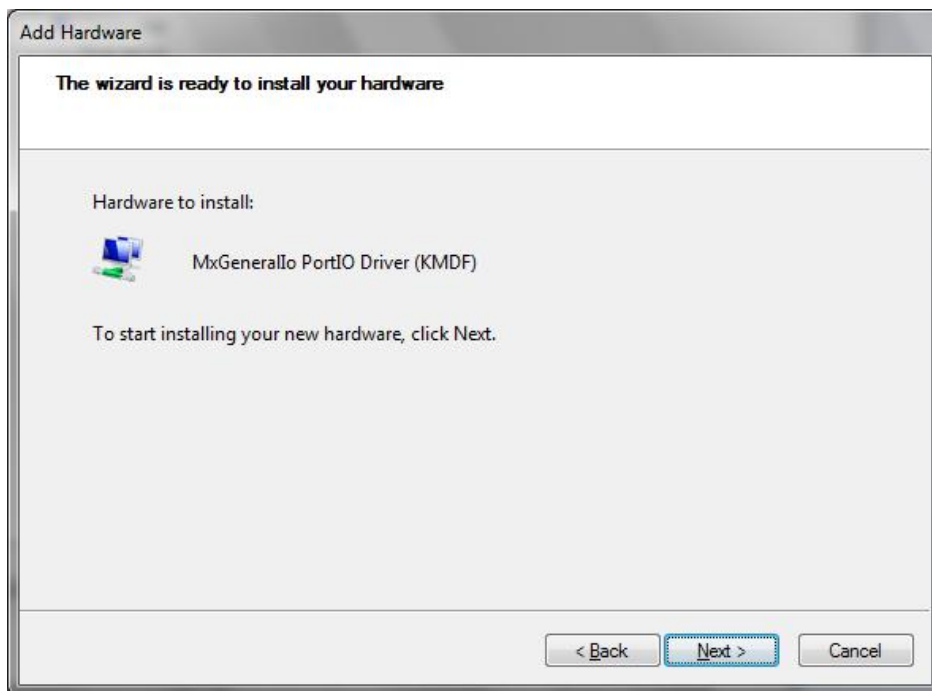 Add Hardware
The wizard is ready to install your hardware
Hardware to install:
MxGeneralIo PortIO Driver (KMDF)
To start installing your new hardware, click Next.
< Back Next > Cancel